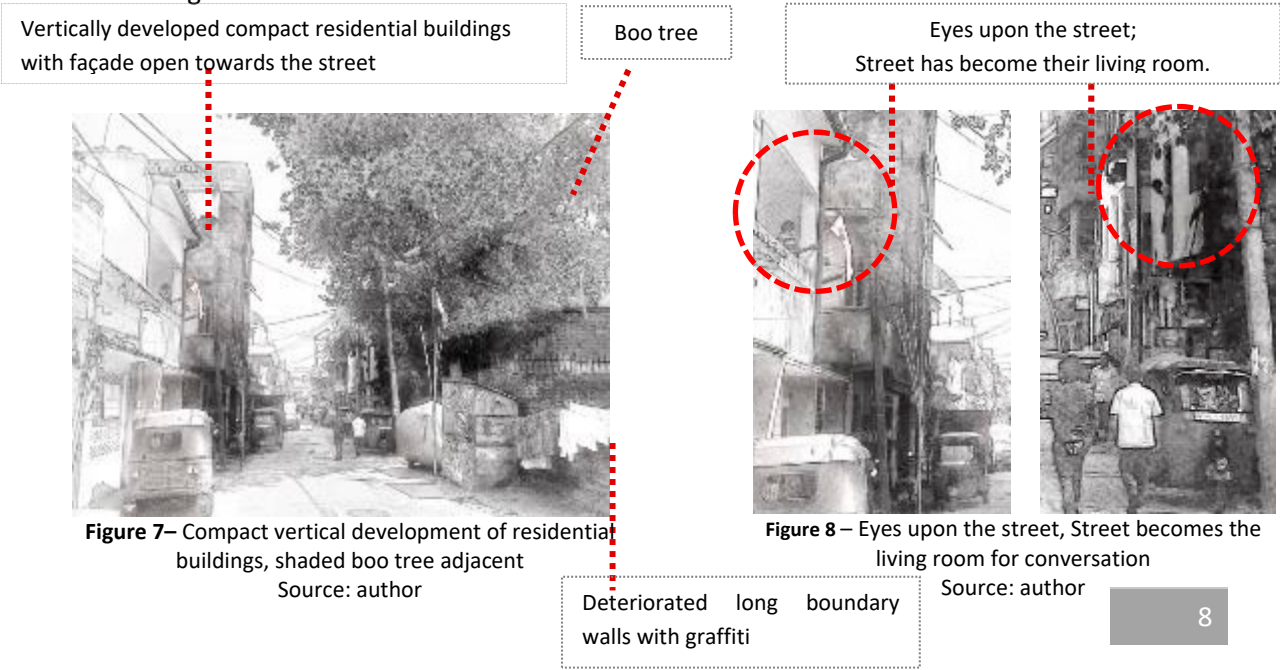 Vertically developed compact residential buildings
with façade open towards the street
Boo tree
Eyes upon the street;
Street has become their living room.
Figure 7– Compact vertical development of residential
buildings, shaded boo tree adjacent
Source: author
Figure 8 – Eyes upon the street, Street becomes the
living room for conversation
Source: author
Deteriorated long boundary
walls with graffiti
8